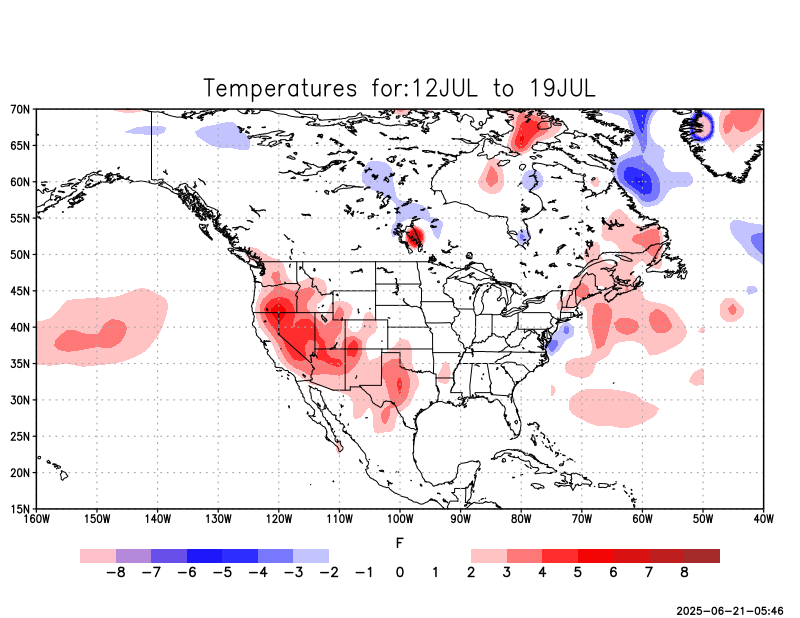 Temperatures for:12JUL to 19JUL
70N
65N
60N
55N
50N
45N
40N
35N
30N
25N
20N
15N
160W 150W 140W 130W 120W 110W 100W 90W 80W 70W 60W 50W 40W
F
−8 −7 −6 −5 −4 −3 −2 −1 0 1 2 3 4 5 6 7 8
2025-06-21-05:46